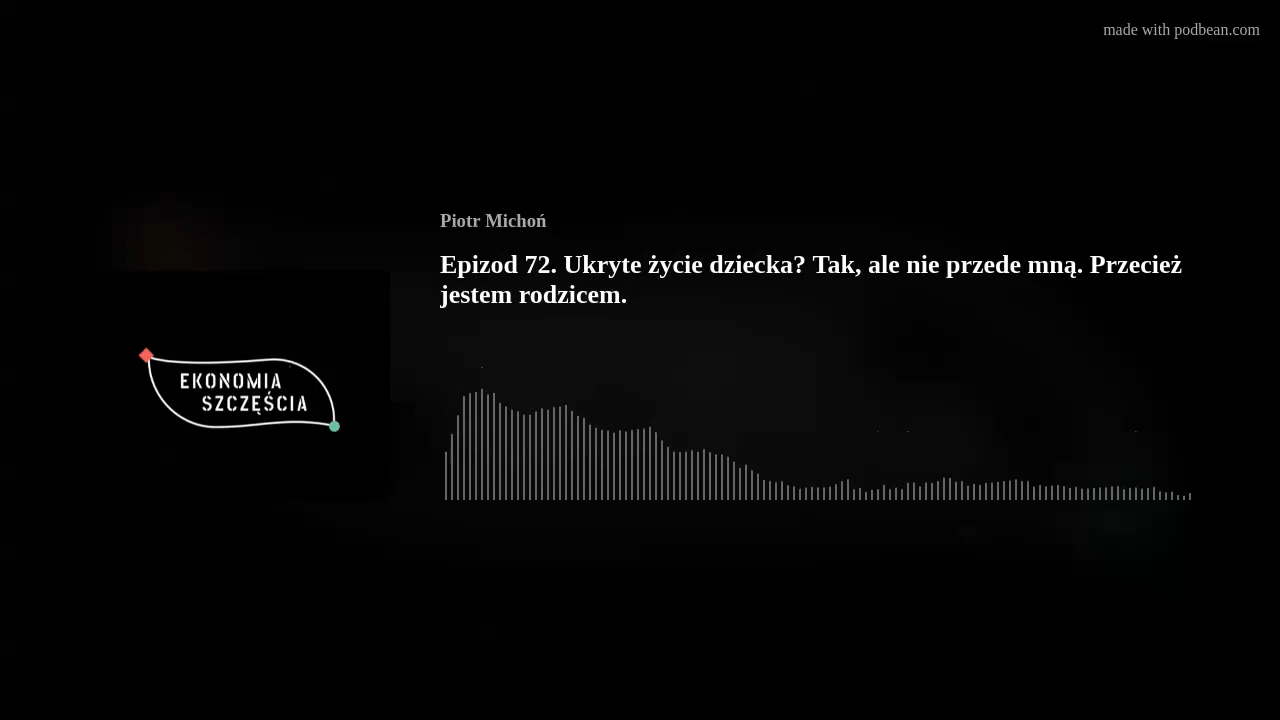 made with podbean.com
Piotr Michoń
Epizod 72. Ukryte życie dziecka? Tak, ale nie przede mną. Przecież
jestem rodzicem.
EKONOMIA
SZCZĘŚCIA